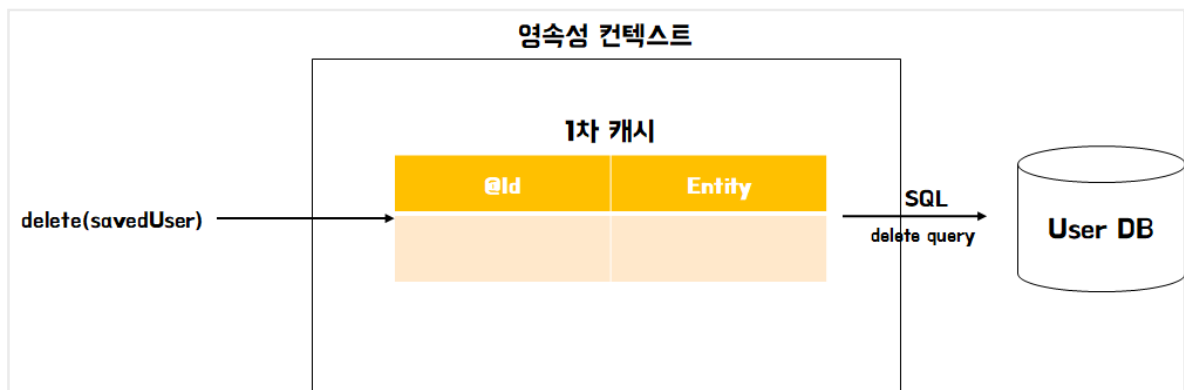 영속성 컨텍스트
1차 캐시
@Id Entity
delete(savedUser)
SQL
delete query
User DB